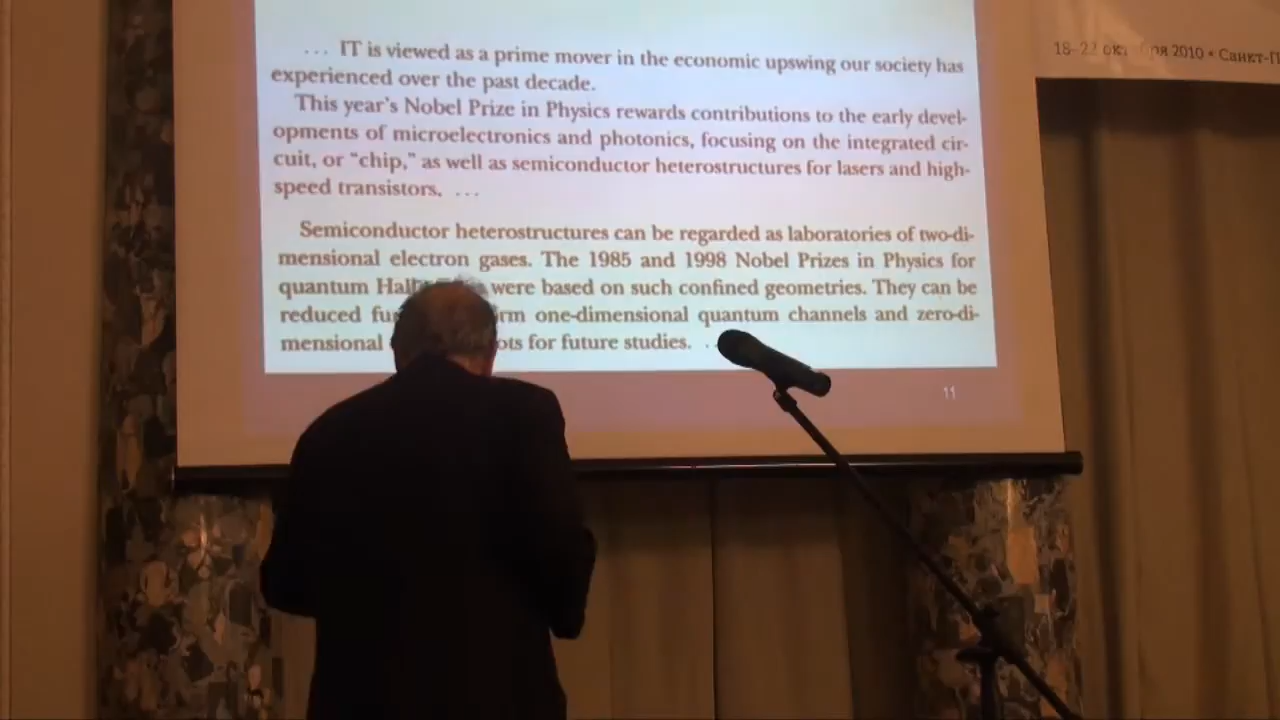 ... IT is viewed as a prime mover in the economic upswing our society has
experienced over the past decade.
This year's Nobel Prize in Physics rewards contributions to the early devel-
opments of microelectronics and photonics, focusing on the integrated cir-
cuit, or “chip,” as well as semiconductor heterostructures for lasers and high-
speed transistors. ...
Semiconductor heterostructures can be regarded as laboratories of two-di-
mensional electron gases. The 1985 and 1998 Nobel Prizes in Physics for
quantum Hall were based on such confined geometries. They can be
reduced one-dimensional quantum channels and zero-di-
mensional for future studies. ..
11
18–22 2010 • Санкт-П